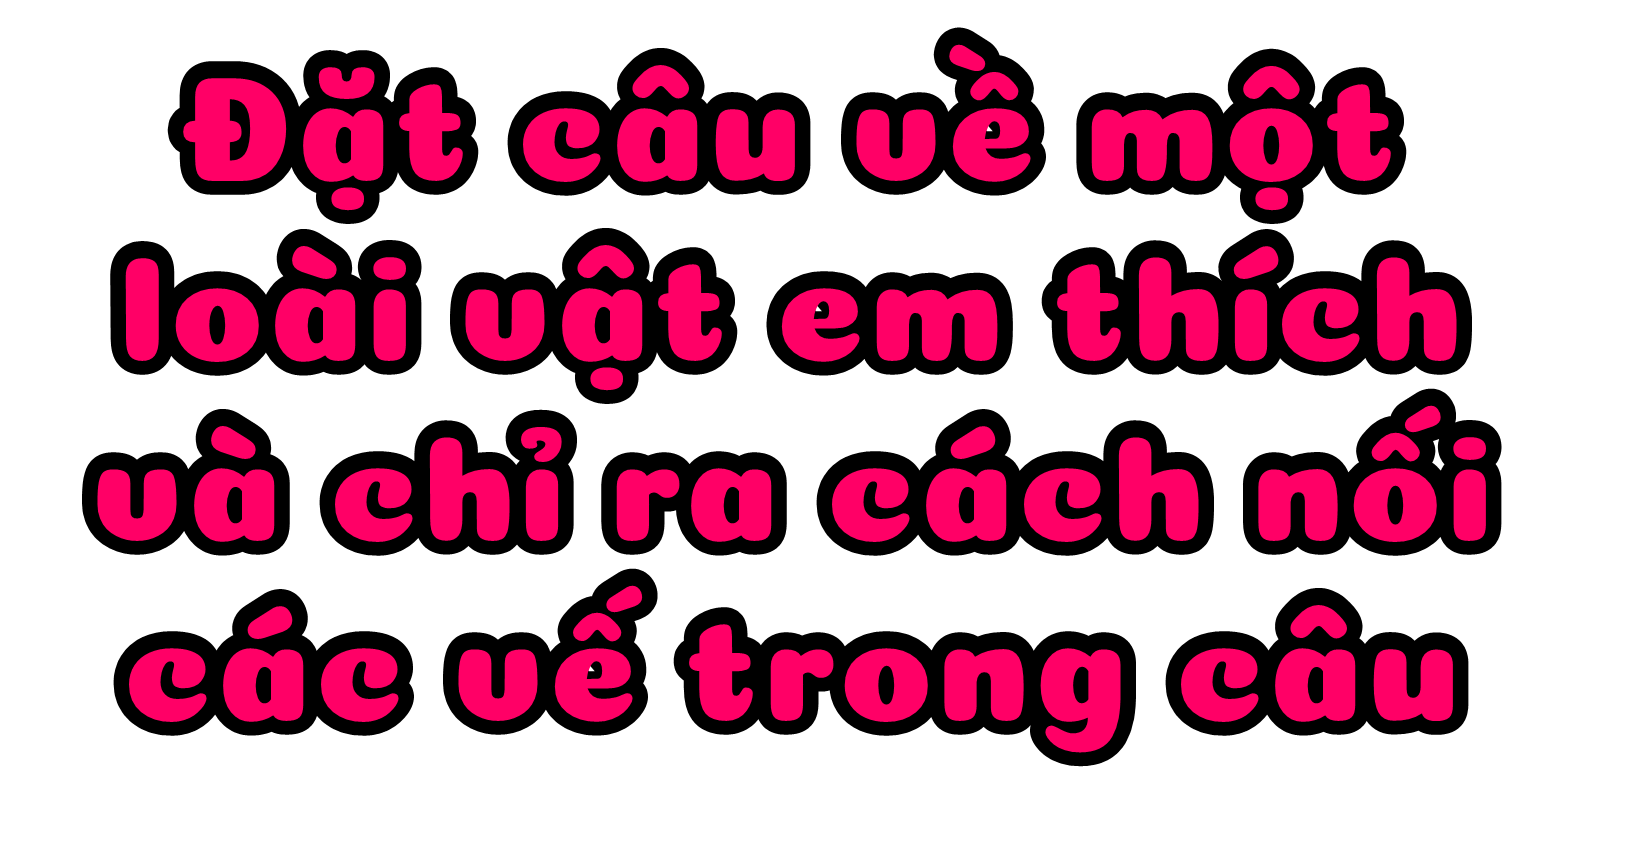 Đặt câu về một
loài vật em thích
và chỉ ra cách nối
các vế trong câu